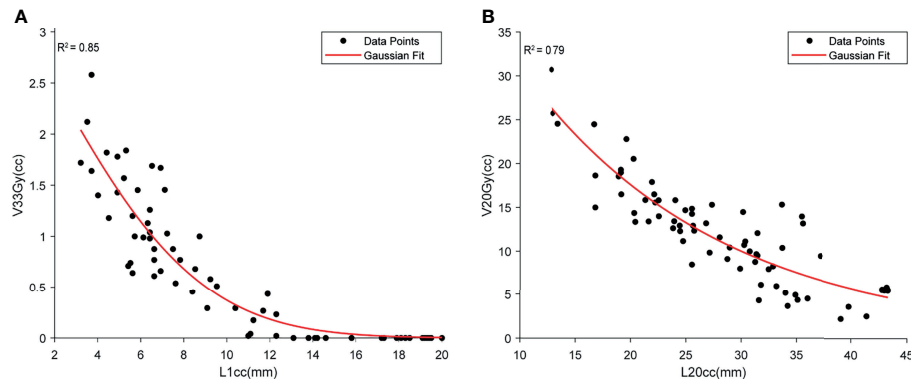 A
R² = 0.85
Data Points
Gaussian Fit
V33Gy(cc)
3
2.5
2
1.5
1
0.5
0
2 4 6 8 10 12 14 16 18 20
L1cc(mm)
B
R² = 0.79
Data Points
Gaussian Fit
V20Gy(cc)
35
30
25
20
15
10
5
0
10 15 20 25 30 35 40 45
L20cc(mm)